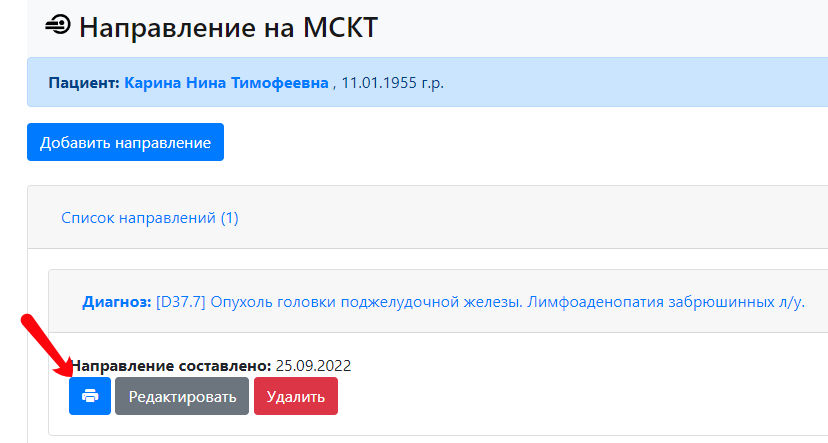 Направление на МСКТ
Пациент: Карина Нина Тимофеевна , 11.01.1955 г.р.
Добавить направление
Список направлений (1)
Диагноз: [D37.7] Опухоль головки поджелудочной железы. Лимфоаденопатия забрюшинных л/у.
Направление составлено: 25.09.2022
Редактировать Удалить